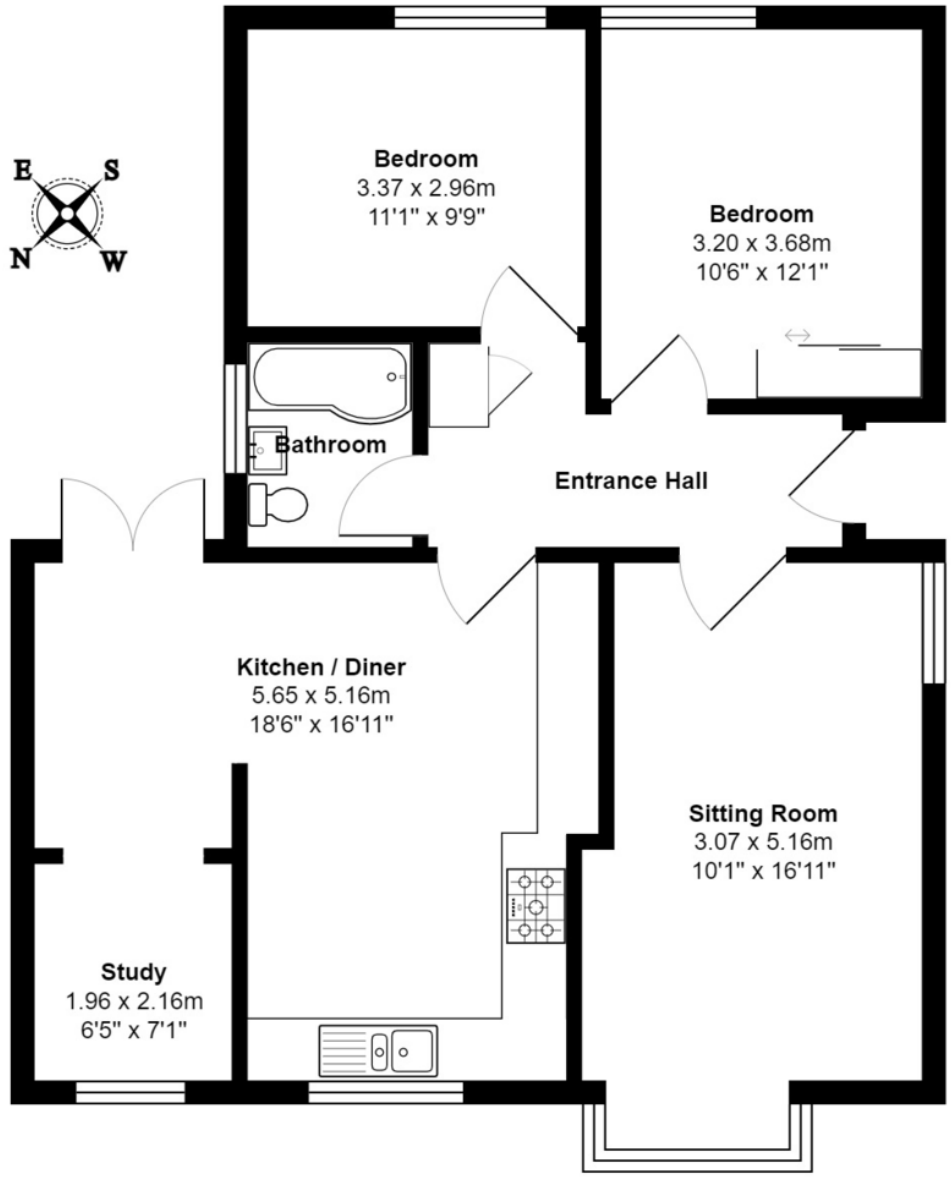 E S
N W
Bedroom
3.37 x 2.96m
11'1" x 9'9"
Bedroom
3.20 x 3.68m
10'6" x 12'1"
Bathroom
Entrance Hall
Kitchen / Diner
5.65 x 5.16m
18'6" x 16'11"
Sitting Room
3.07 x 5.16m
10'1" x 16'11"
Study
1.96 x 2.16m
6'5" x 7'1"